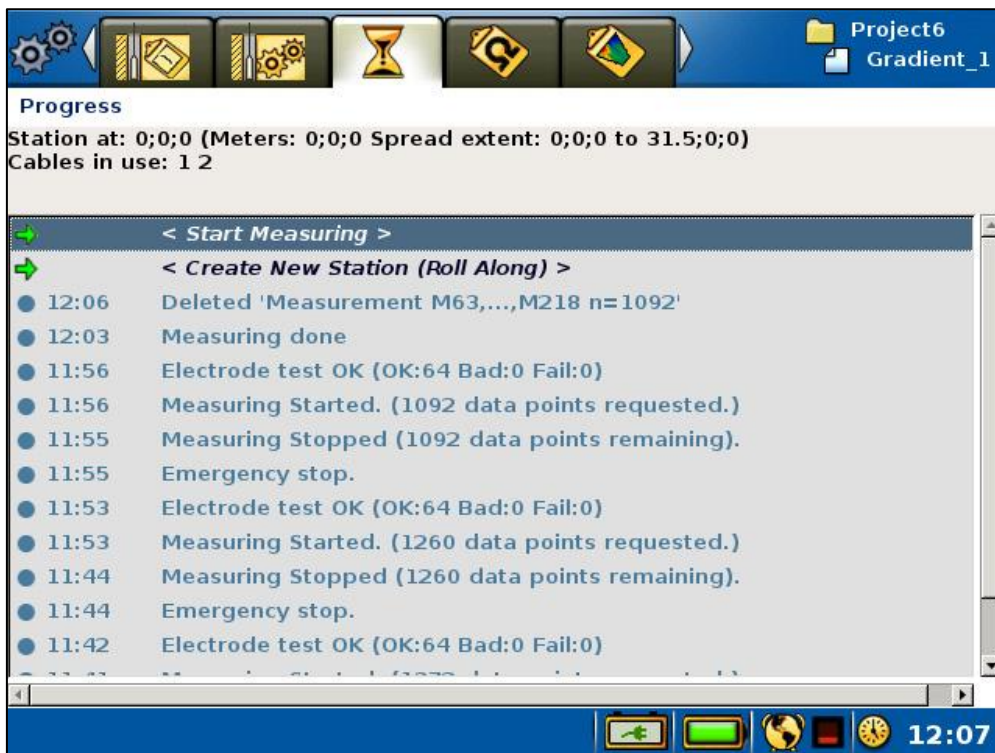 Project6
Gradient_1
Progress
Station at: 0;0;0 (Meters: 0;0;0 Spread extent: 0;0;0 to 31.5;0;0)
Cables in use: 1 2
< Start Measuring >
< Create New Station (Roll Along) >
12:06 Deleted 'Measurement M63,...,M218 n=1092'
12:03 Measuring done
11:56 Electrode test OK (OK:64 Bad:0 Fail:0)
11:56 Measuring Started. (1092 data points requested.)
11:55 Measuring Stopped (1092 data points remaining).
11:55 Emergency stop.
11:53 Electrode test OK (OK:64 Bad:0 Fail:0)
11:53 Measuring Started. (1260 data points requested.)
11:44 Measuring Stopped (1260 data points remaining).
11:44 Emergency stop.
11:42 Electrode test OK (OK:64 Bad:0 Fail:0)
12:07